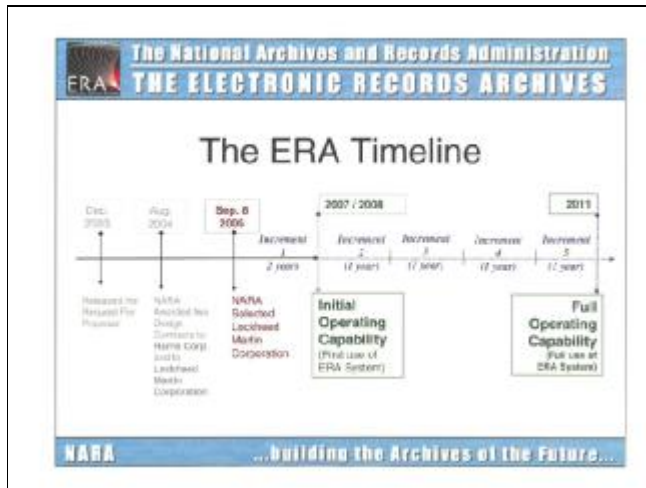 The National Archives and Records Administration
ERA
THE ELECTRONIC RECORDS ARCHIVES
The ERA Timeline
Dec.
2003
Aug.
2004
Sep. 8
2005
2007 / 2008
2011
Increment
1
2 years)
Increment
2
(1 year)
Increment
3
(1 year)
Increment
4
(1 year)
Increment
5
(1 year)
Released the
Request For
Proposal
NARA
Awarded two
Design
Contracts to
Harris Corp.
and to
Lockheed
Martin
Corporation
NARA
Selected
Lockheed
Martin
Corporation
Initial
Operating
Capability
(First use of
ERA System)
Full
Operating
Capability
(Full use of
ERA System)
NARA
...building the Archives of the Future...